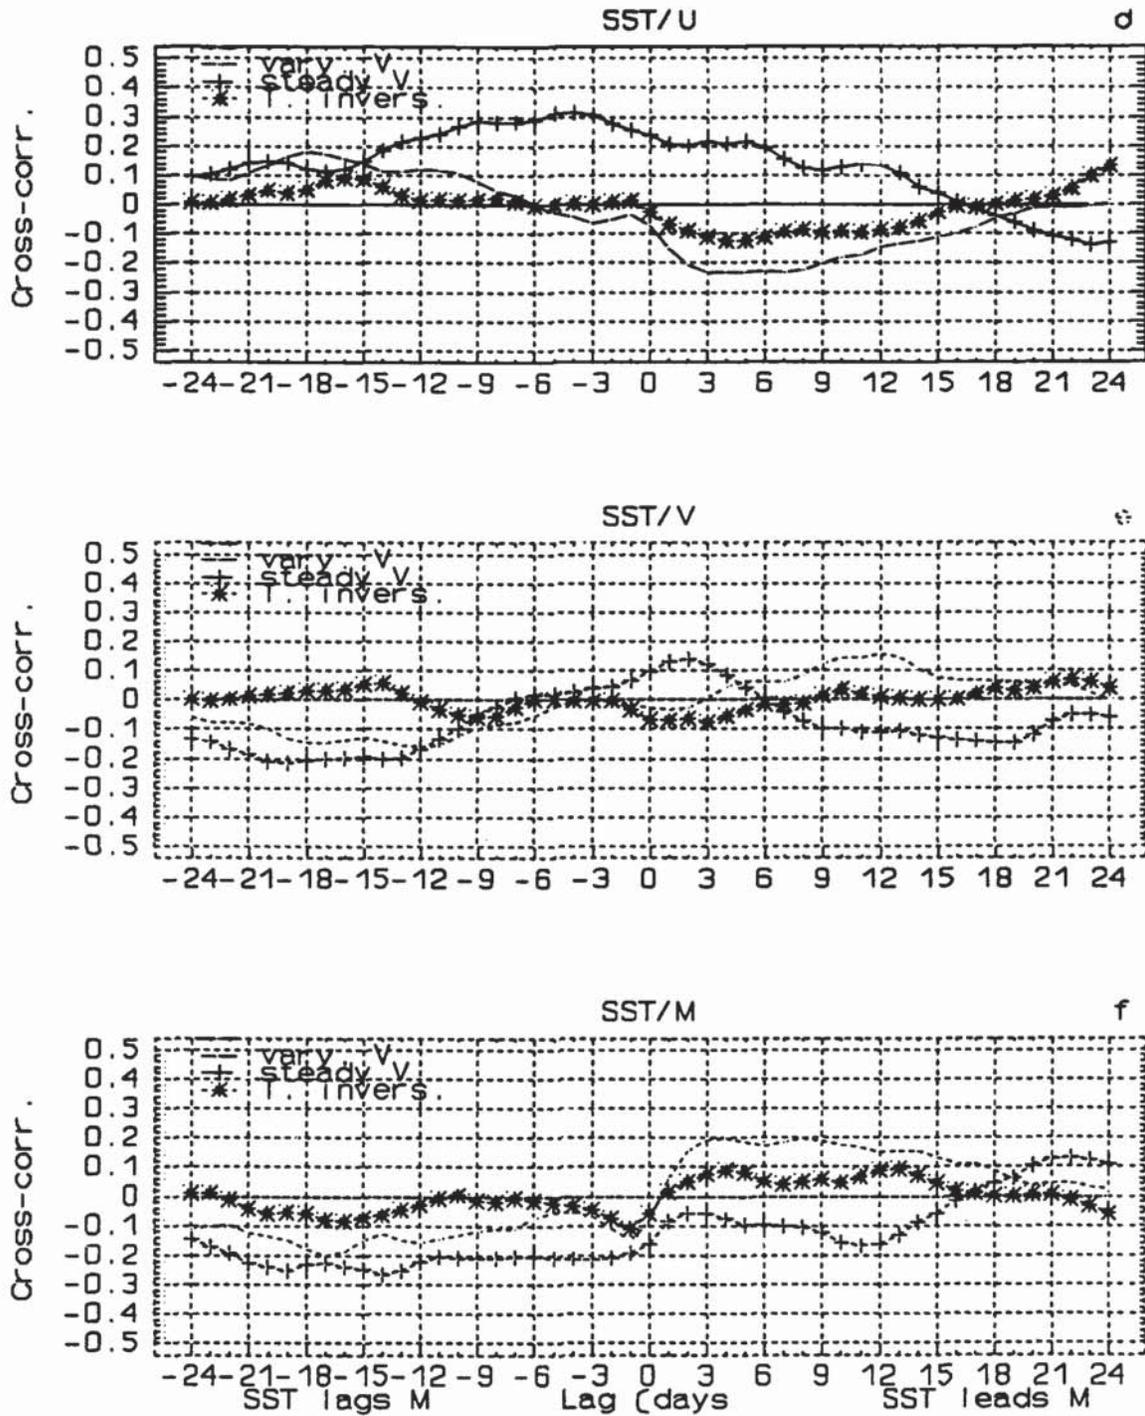 SST/U
d
0.5
0.4
0.3
0.2
0.1
0
-0.1
-0.2
-0.3
-0.4
-0.5
Cross-corr.
vary. V
steady V
T. invers.
-24-21-18-15-12 -9 -6 -3 0 3 6 9 12 15 18 21 24
SST/V
e
0.5
0.4
0.3
0.2
0.1
0
-0.1
-0.2
-0.3
-0.4
-0.5
Cross-corr.
vary. V
steady V
T. invers.
-24-21-18-15-12 -9 -6 -3 0 3 6 9 12 15 18 21 24
SST/M
f
0.5
0.4
0.3
0.2
0.1
0
-0.1
-0.2
-0.3
-0.4
-0.5
Cross-corr.
vary. V
steady V
T. invers.
-24-21-18-15-12 -9 -6 -3 0 3 6 9 12 15 18 21 24
SST lags M Lag (days SST leads M